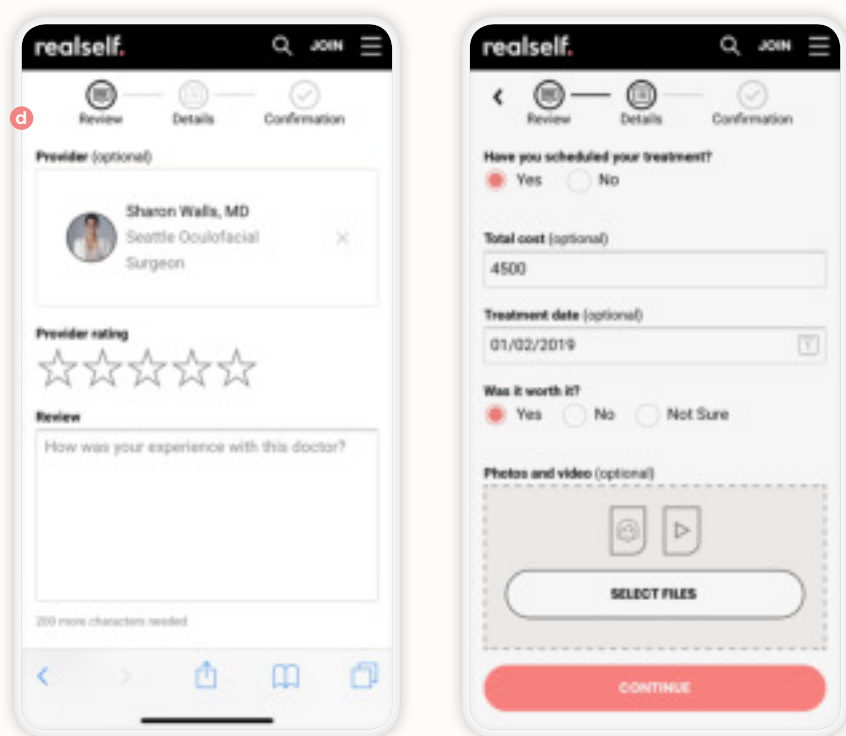 realself.
JOIN
d
Review
Details
Confirmation
Provider (optional)
Sharon Walls, MD
Seattle Oculofacial
Surgeon
Provider rating
Review
How was your experience with this doctor?
200 more characters needed
realself.
JOIN
Review
Details
Confirmation
Have you scheduled your treatment?
Yes
No
Total cost (optional)
4500
Treatment date (optional)
01/02/2019
Was it worth it?
Yes
No
Not Sure
Photos and video (optional)
SELECT FILES
CONTINUE